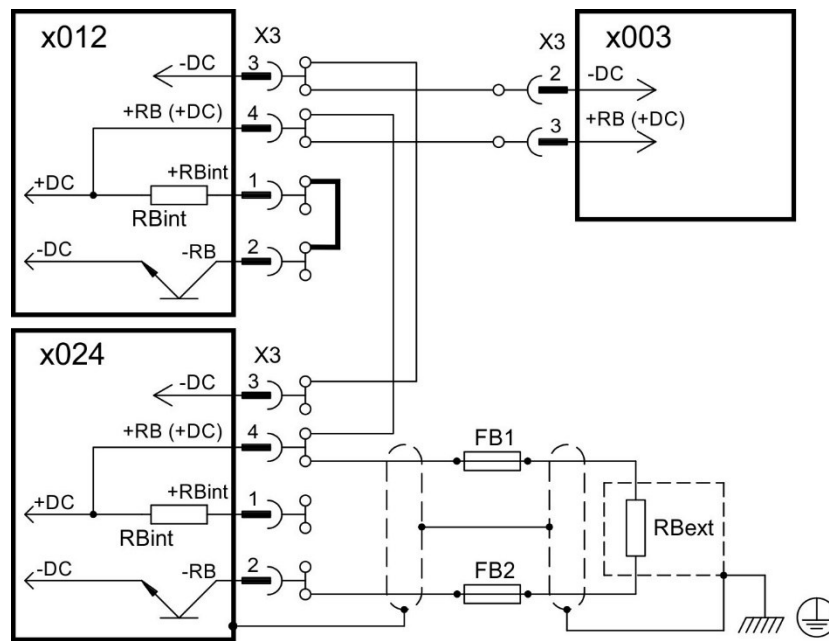 x012
X3
-DC
3
+RB (+DC)
4
+DC
+RBint
1
RBint
-DC
-RB
2
X3
x003
2
-DC
3
+RB (+DC)
x024
X3
-DC
3
+RB (+DC)
4
+DC
+RBint
1
RBint
-DC
-RB
2
FB1
RBext
FB2